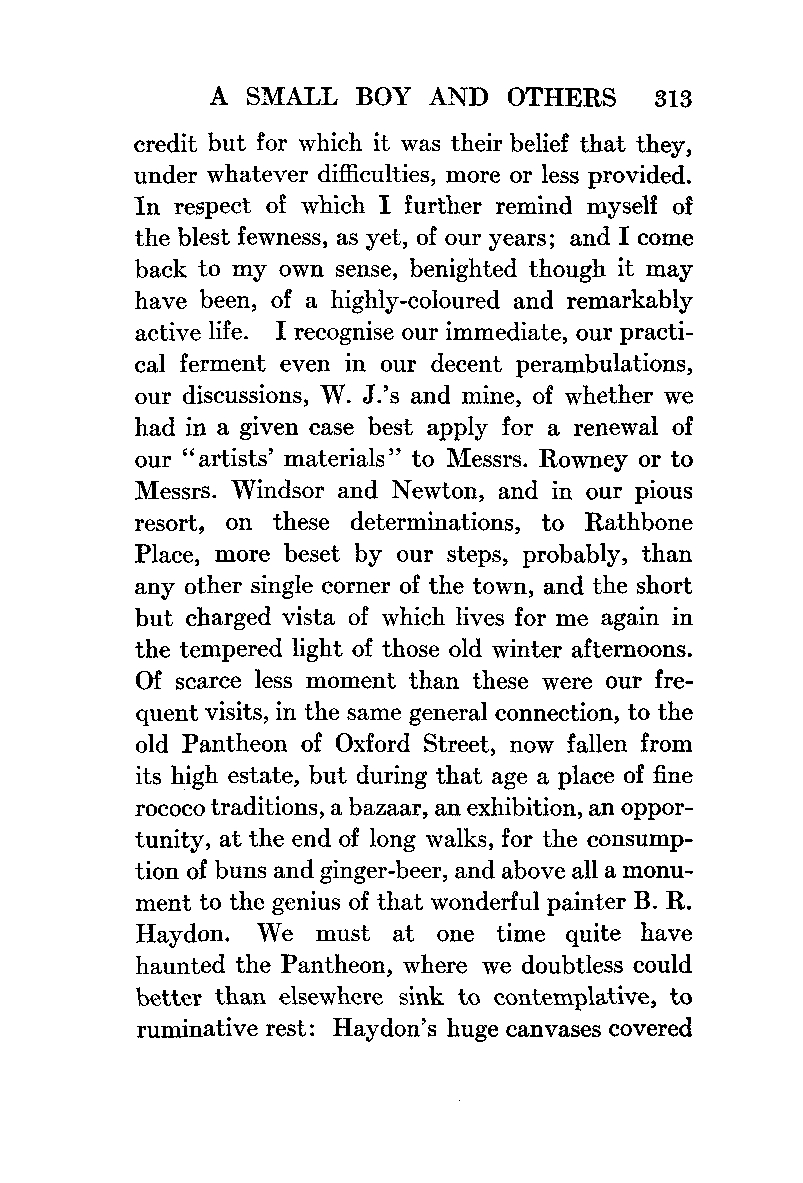 A SMALL BOY AND OTHERS 313
credit but for which it was their belief that they,
under whatever difficulties, more or less provided.
In respect of which I further remind myself of
the blest fewness, as yet, of our years; and I come
back to my own sense, benighted though it may
have been, of a highly-coloured and remarkably
active life. I recognise our immediate, our practi-
cal ferment even in our decent perambulations,
our discussions, W. J.'s and mine, of whether we
had in a given case best apply for a renewal of
our "artists' materials" to Messrs. Rowney or to
Messrs. Windsor and Newton, and in our pious
resort, on these determinations, to Rathbone
Place, more beset by our steps, probably, than
any other single corner of the town, and the short
but charged vista of which lives for me again in
the tempered light of those old winter afternoons.
Of scarce less moment than these were our fre-
quent visits, in the same general connection, to the
old Pantheon of Oxford Street, now fallen from
its high estate, but during that age a place of fine
rococo traditions, a bazaar, an exhibition, an oppor-
tunity, at the end of long walks, for the consump-
tion of buns and ginger-beer, and above all a monu-
ment to the genius of that wonderful painter B. R.
Haydon. We must at one time quite have
haunted the Pantheon, where we doubtless could
better than elsewhere sink to contemplative, to
ruminative rest: Haydon's huge canvases covered